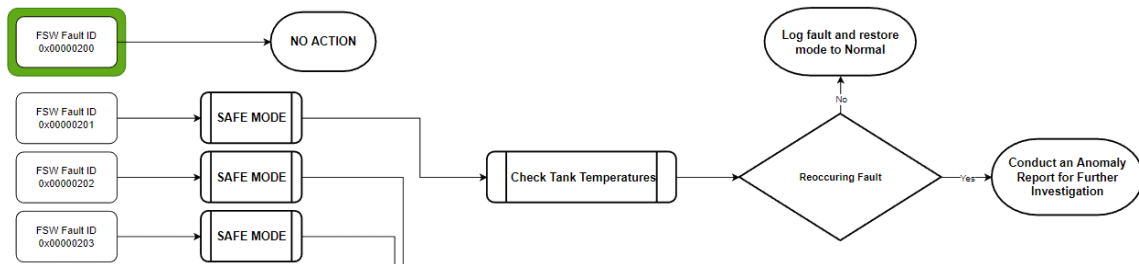 FSW Fault ID
0x00000200
NO ACTION
Log fault and restore
mode to Normal
FSW Fault ID
0x00000201
SAFE MODE
No
FSW Fault ID
0x00000202
SAFE MODE
Check Tank Temperatures
Reoccuring Fault
Yes
Conduct an Anomaly
Report for Further
Investigation
FSW Fault ID
0x00000203
SAFE MODE